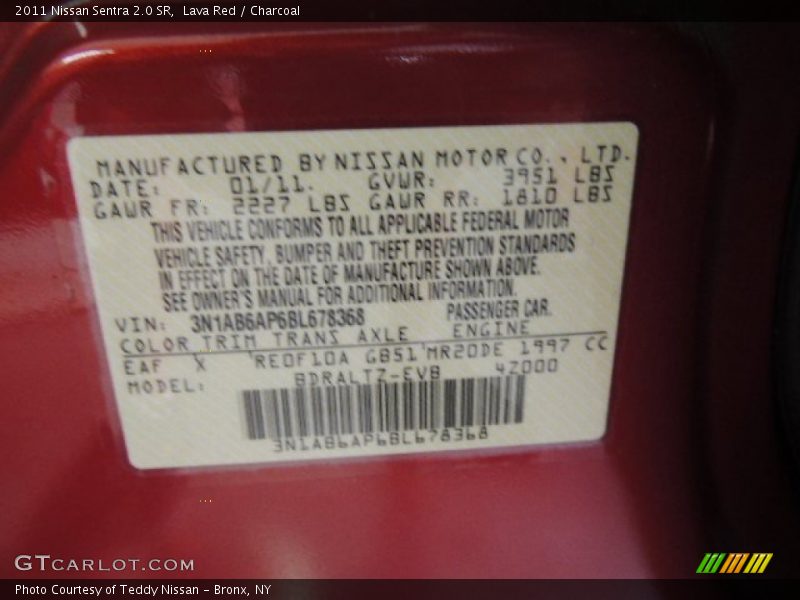 2011 Nissan Sentra 2.0 SR,  Lava Red / Charcoal
MANUFACTURED BY NISSAN MOTOR CO., LTD.
DATE: 01/11. GVWR: 3951 LBS
GAWR FR: 2227 LBS GAWR RR: 1810 LBS
THIS VEHICLE CONFORMS TO ALL APPLICABLE FEDERAL MOTOR
VEHICLE SAFETY, BUMPER AND THEFT PREVENTION STANDARDS
IN EFFECT ON THE DATE OF MANUFACTURE SHOWN ABOVE.
SEE OWNER'S MANUAL FOR ADDITIONAL INFORMATION.
VIN: 3N1AB6AP6BL678368 PASSENGER CAR.
COLOR TRIM TRANS AXLE ENGINE
EAF X RE0F10A GB51 MR20DE 1997 CC
MODEL: BDRALTZ-EVB 4Z000
3N1AB6AP6BL678368
GTCARLOT.COM
Photo Courtesy of Teddy Nissan - Bronx, NY